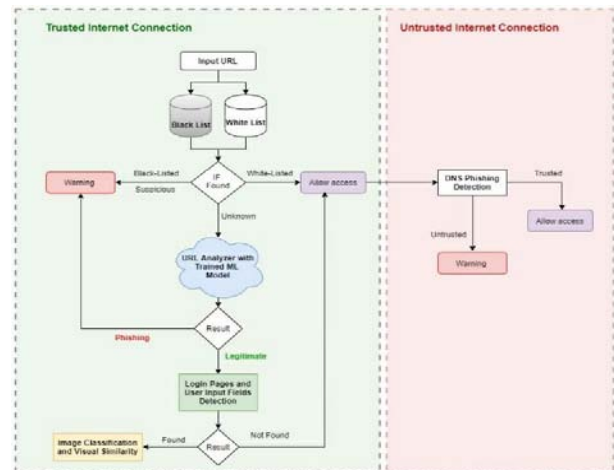 Trusted Internet Connection
Untrusted Internet Connection
Input URL
Black List
White List
IF
Found
Black-Listed
Suspicious
White-Listed
Warning
Allow access
DNS Phishing
Detection
Trusted
Allow access
Untrusted
Warning
Unknown
URL Analyzer with
Trained ML
Model
Result
Phishing
Legitimate
Login Pages and
User Input Fields
Detection
Result
Found
Not Found
Image Classification
and Visual Similarity